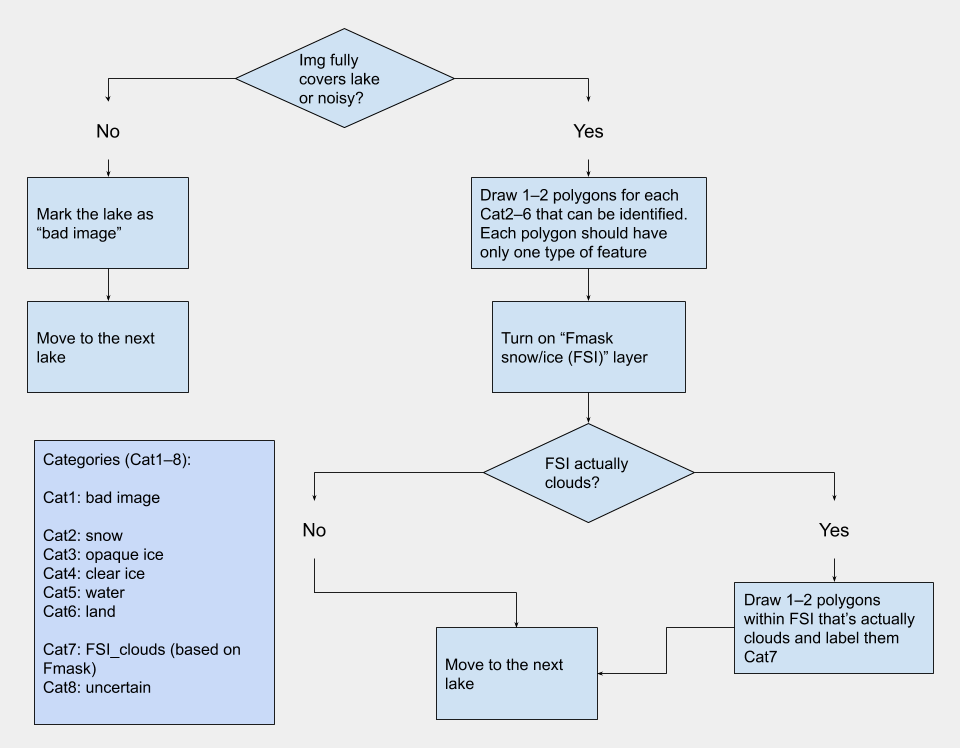 Img fully
covers lake
or noisy?
No
Yes
Mark the lake as
“bad image”
Draw 1–2 polygons for each
Cat2–6 that can be identified.
Each polygon should have
only one type of feature
Move to the next
lake
Turn on “Fmask
snow/ice (FSI)” layer
FSI actually
clouds?
No
Yes
Categories (Cat1–8):
Cat1: bad image
Cat2: snow
Cat3: opaque ice
Cat4: clear ice
Cat5: water
Cat6: land
Cat7: FSI_clouds (based on
Fmask)
Cat8: uncertain
Draw 1–2 polygons
within FSI that’s actually
clouds and label them
Cat7
Move to the next
lake